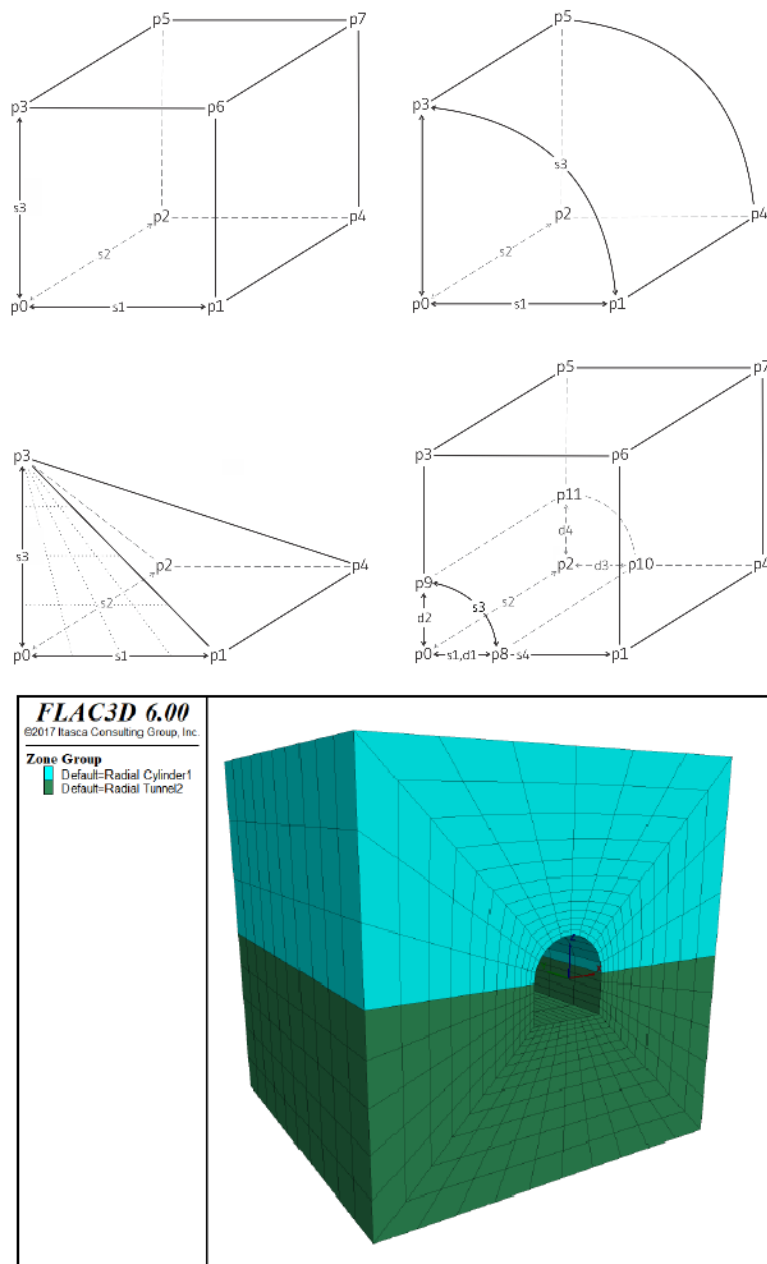 p5 p7
p3 p6
s3
p2 p4
s2
p0 s1 p1
p5
p3
s3
p2 p4
s2
p0 s1 p1
p3
s3
p2 p4
s2
p0 s1 p1
p5 p7
p3 p6
p11
d4
p2 d3 p10 p4
p9
s3 s2
d2
p0 s1,d1 p8 s4 p1
FLAC3D 6.00
©2017 Itasca Consulting Group, Inc.
Zone Group
Default=Radial Cylinder1
Default=Radial Tunnel2